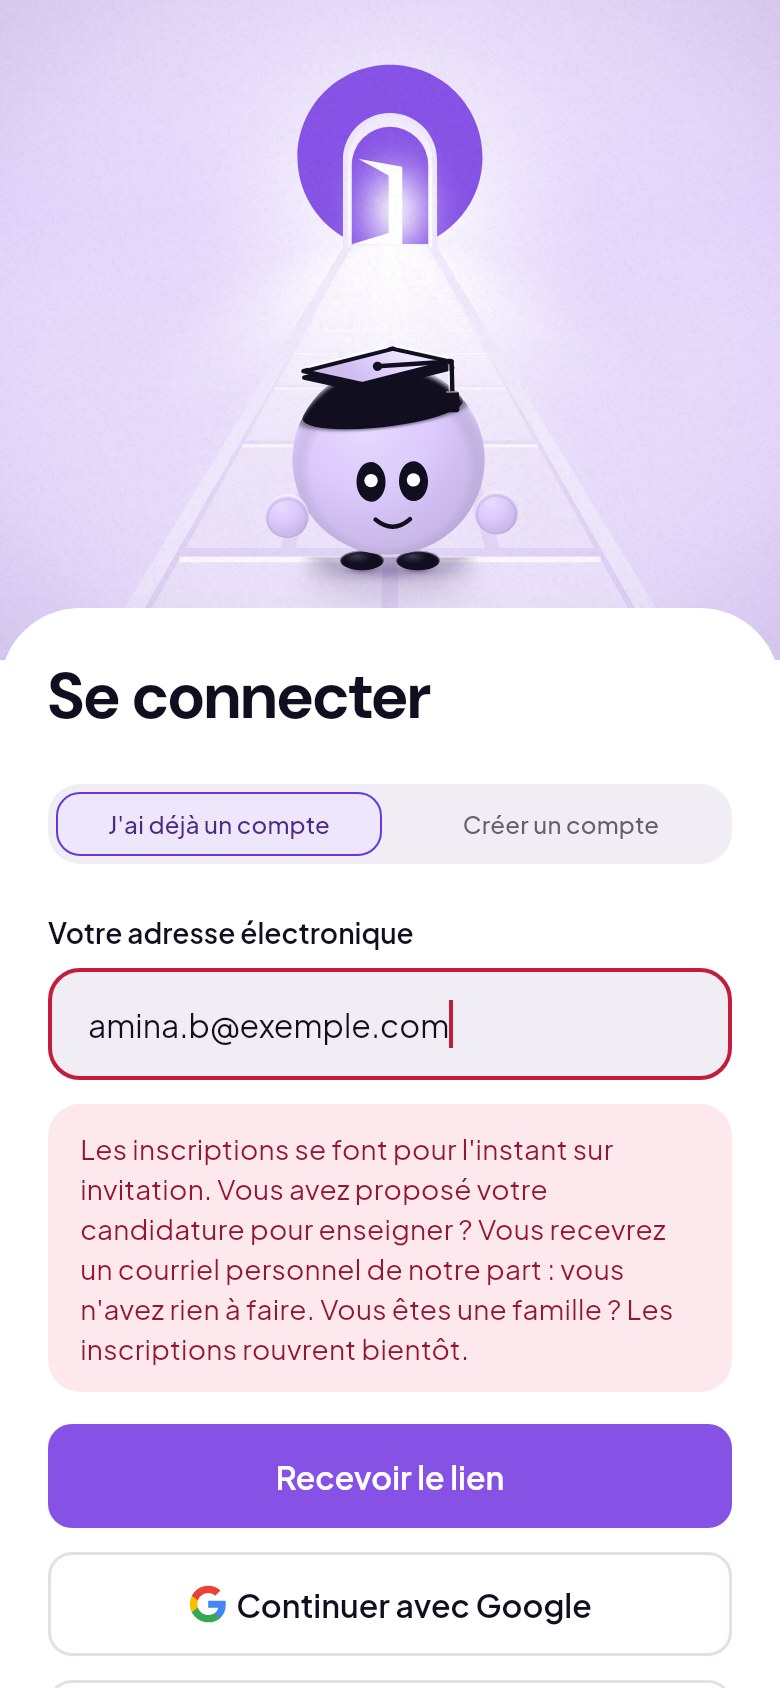 Se connecter
J'ai déjà un compte
Créer un compte
Votre adresse électronique
amina.b@exemple.com
Les inscriptions se font pour l'instant sur
invitation. Vous avez proposé votre
candidature pour enseigner ? Vous recevrez
un courriel personnel de notre part : vous
n'avez rien à faire. Vous êtes une famille ? Les
inscriptions rouvrent bientôt.
Recevoir le lien
Continuer avec Google